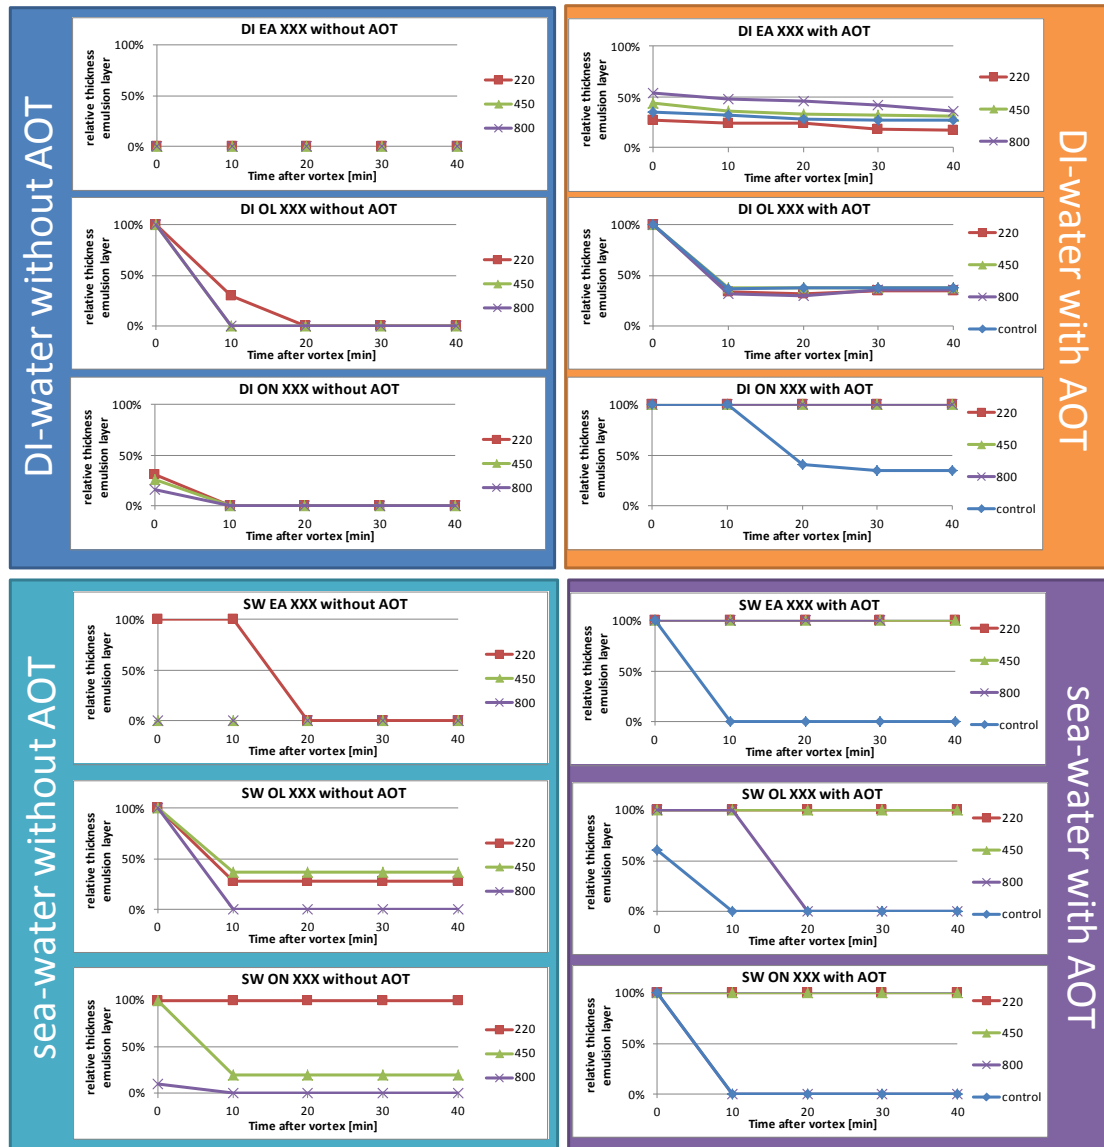 DI-water without AOT
DI EA XXX without AOT
relative thickness
emulsion layer
100%
50%
0%
0 10 20 30 40
Time after vortex [min]
220
450
800
DI OL XXX without AOT
relative thickness
emulsion layer
100%
50%
0%
0 10 20 30 40
Time after vortex [min]
220
450
800
DI ON XXX without AOT
relative thickness
emulsion layer
100%
50%
0%
0 10 20 30 40
Time after vortex [min]
220
450
800
DI-water with AOT
DI EA XXX with AOT
relative thickness
emulsion layer
100%
50%
0%
0 10 20 30 40
Time after vortex [min]
220
450
800
DI OL XXX with AOT
relative thickness
emulsion layer
100%
50%
0%
0 10 20 30 40
Time after vortex [min]
220
450
800
control
DI ON XXX with AOT
relative thickness
emulsion layer
100%
50%
0%
0 10 20 30 40
Time after vortex [min]
220
450
800
control
sea-water without AOT
SW EA XXX without AOT
relative thickness
emulsion layer
100%
50%
0%
0 10 20 30 40
Time after vortex [min]
220
450
800
SW OL XXX without AOT
relative thickness
emulsion layer
100%
50%
0%
0 10 20 30 40
Time after vortex [min]
220
450
800
SW ON XXX without AOT
relative thickness
emulsion layer
100%
50%
0%
0 10 20 30 40
Time after vortex [min]
220
450
800
sea-water with AOT
SW EA XXX with AOT
relative thickness
emulsion layer
100%
50%
0%
0 10 20 30 40
Time after vortex [min]
220
450
800
control
SW OL XXX with AOT
relative thickness
emulsion layer
100%
50%
0%
0 10 20 30 40
Time after vortex [min]
220
450
800
control
SW ON XXX with AOT
relative thickness
emulsion layer
100%
50%
0%
0 10 20 30 40
Time after vortex [min]
220
450
800
control